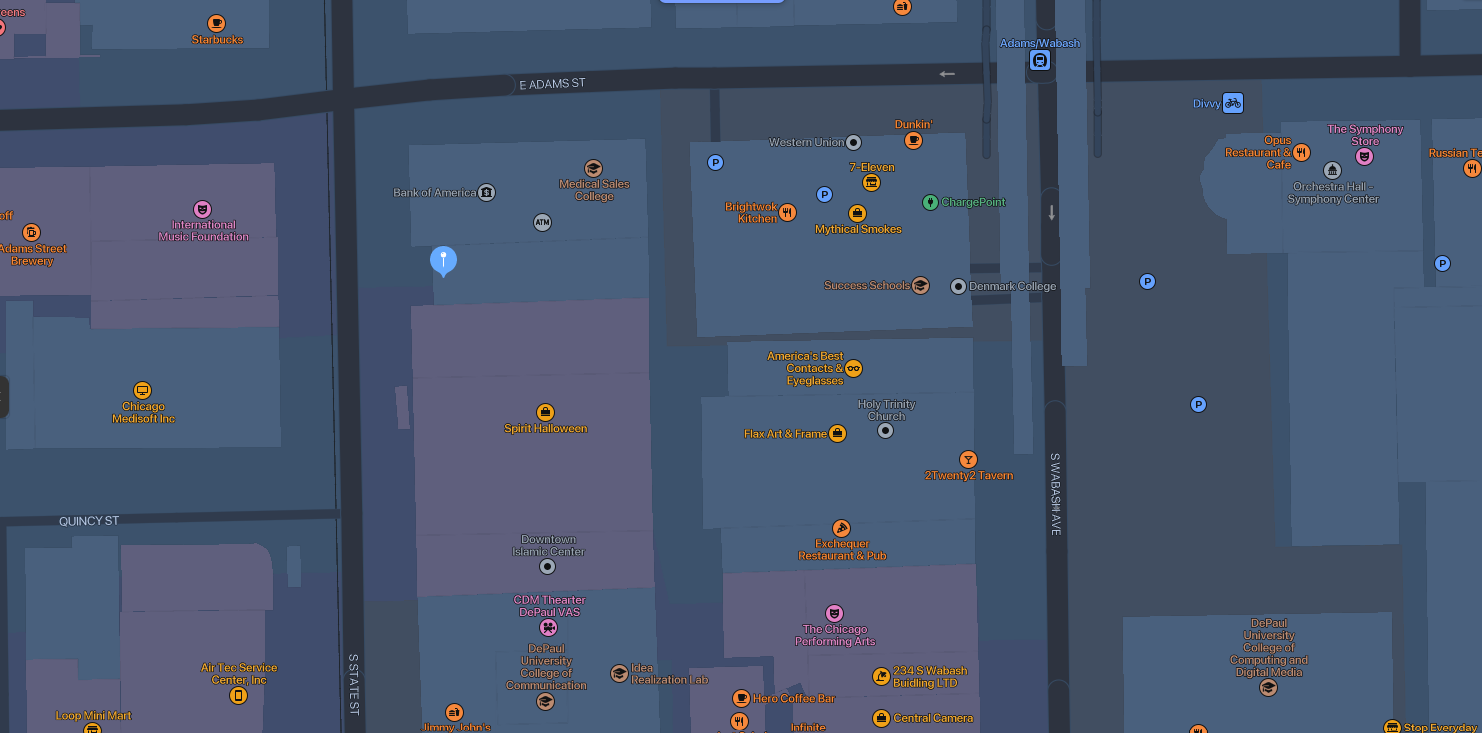 eens
Starbucks
Adams/Wabash
E ADAMS ST
Divvy
Dunkin'
Western Union
The Symphony
Store
Opus
Restaurant &
Cafe
Russian Te
7-Eleven
P
Medical Sales
College
Bank of America
$
P
Orchestra Hall -
Symphony Center
ChargePoint
Brightwok
Kitchen
ATM
Mythical Smokes
off
International
Music Foundation
Adams Street
Brewery
P
P
Success Schools
Denmark College
America's Best
Contacts &
Eyeglasses
Chicago
Medisoft Inc
Holy Trinity
Church
P
Spirit Halloween
Flax Art & Frame
2Twenty2 Tavern
S WABASH AVE
QUINCY ST
Downtown
Islamic Center
Exchequer
Restaurant & Pub
CDM Thearter
DePaul VAS
The Chicago
Performing Arts
DePaul
University
College of
Computing and
Digital Media
DePaul
University
College of
Communication
Idea
Realization Lab
S STATE ST
Air Tec Service
Center, Inc
234 S Wabash
Buidling LTD
Hero Coffee Bar
Loop Mini Mart
Jimmy John's
Infinite
Central Camera
Stop Everyday